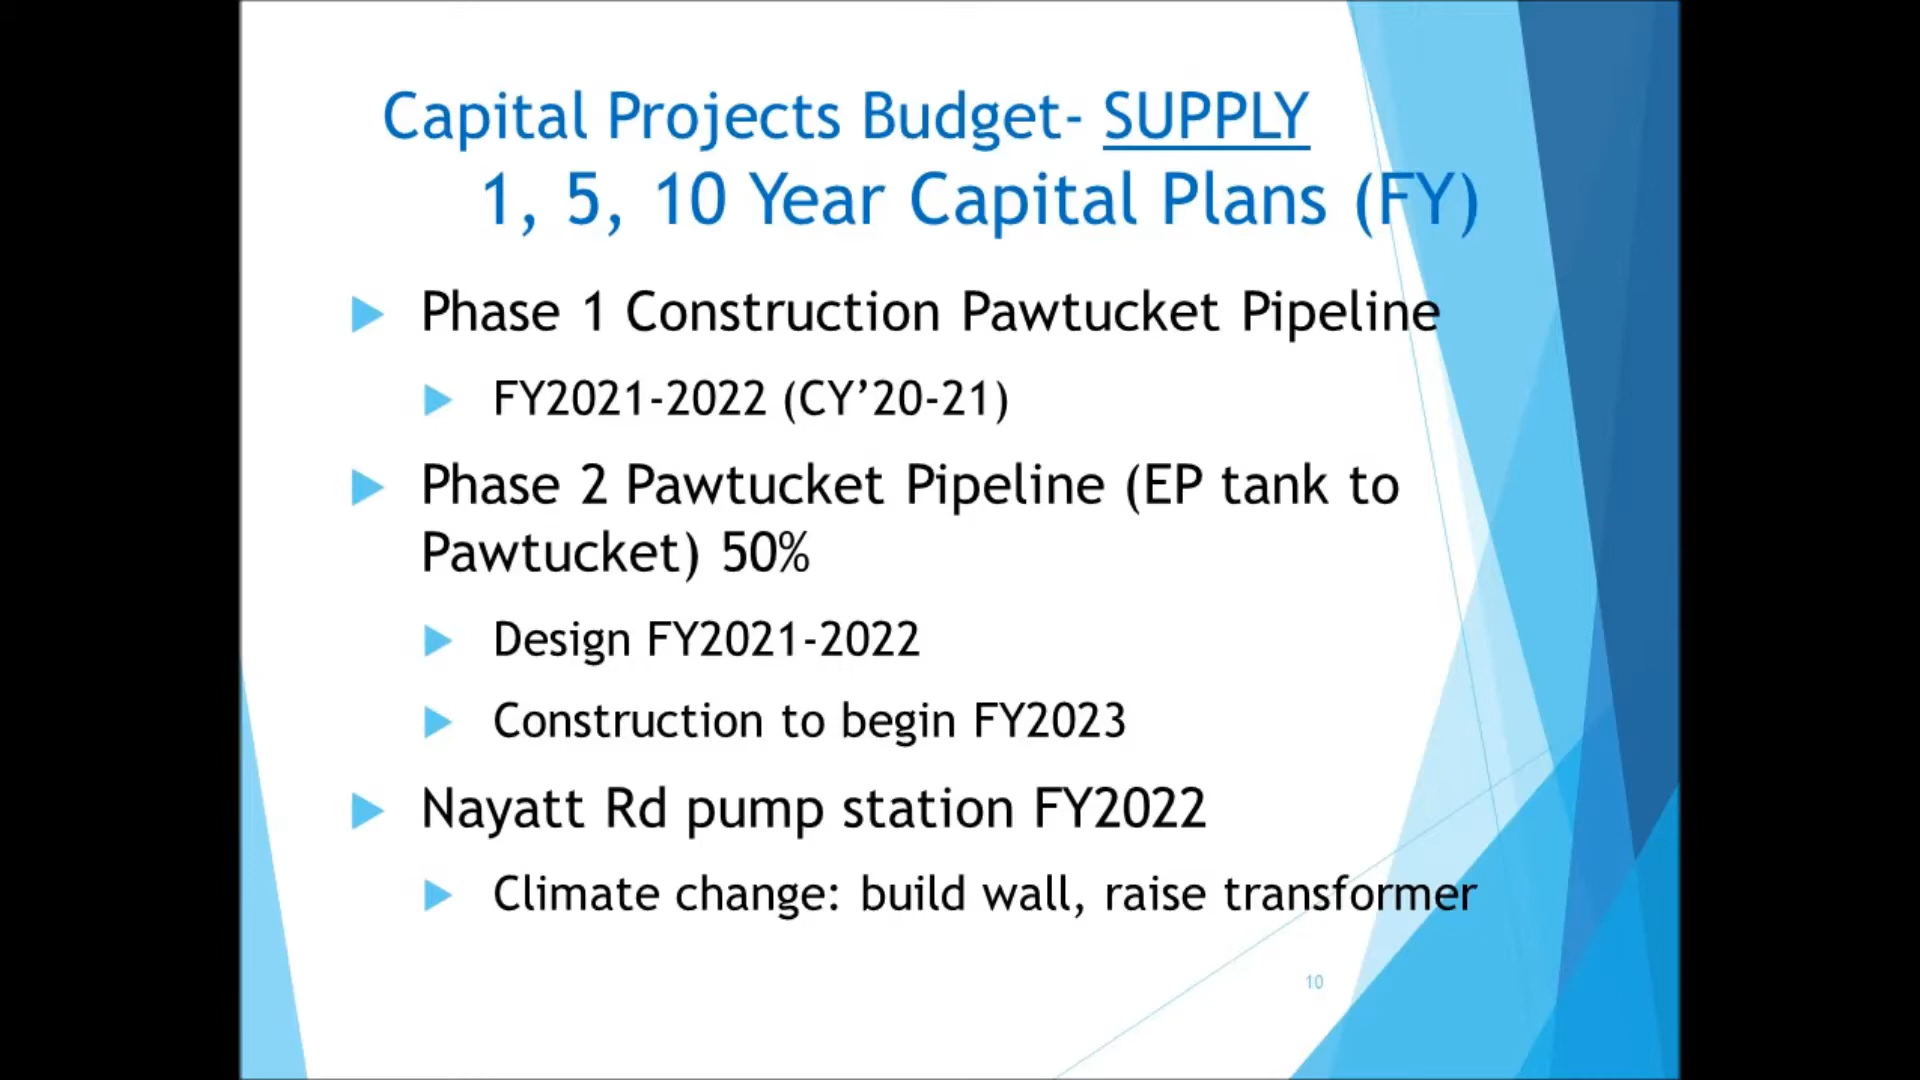 Capital Projects Budget- SUPPLY
1, 5, 10 Year Capital Plans (FY)
Phase 1 Construction Pawtucket Pipeline
FY2021-2022 (CY’20-21)
Phase 2 Pawtucket Pipeline (EP tank to
Pawtucket) 50%
Design FY2021-2022
Construction to begin FY2023
Nayatt Rd pump station FY2022
Climate change: build wall, raise transformer
10